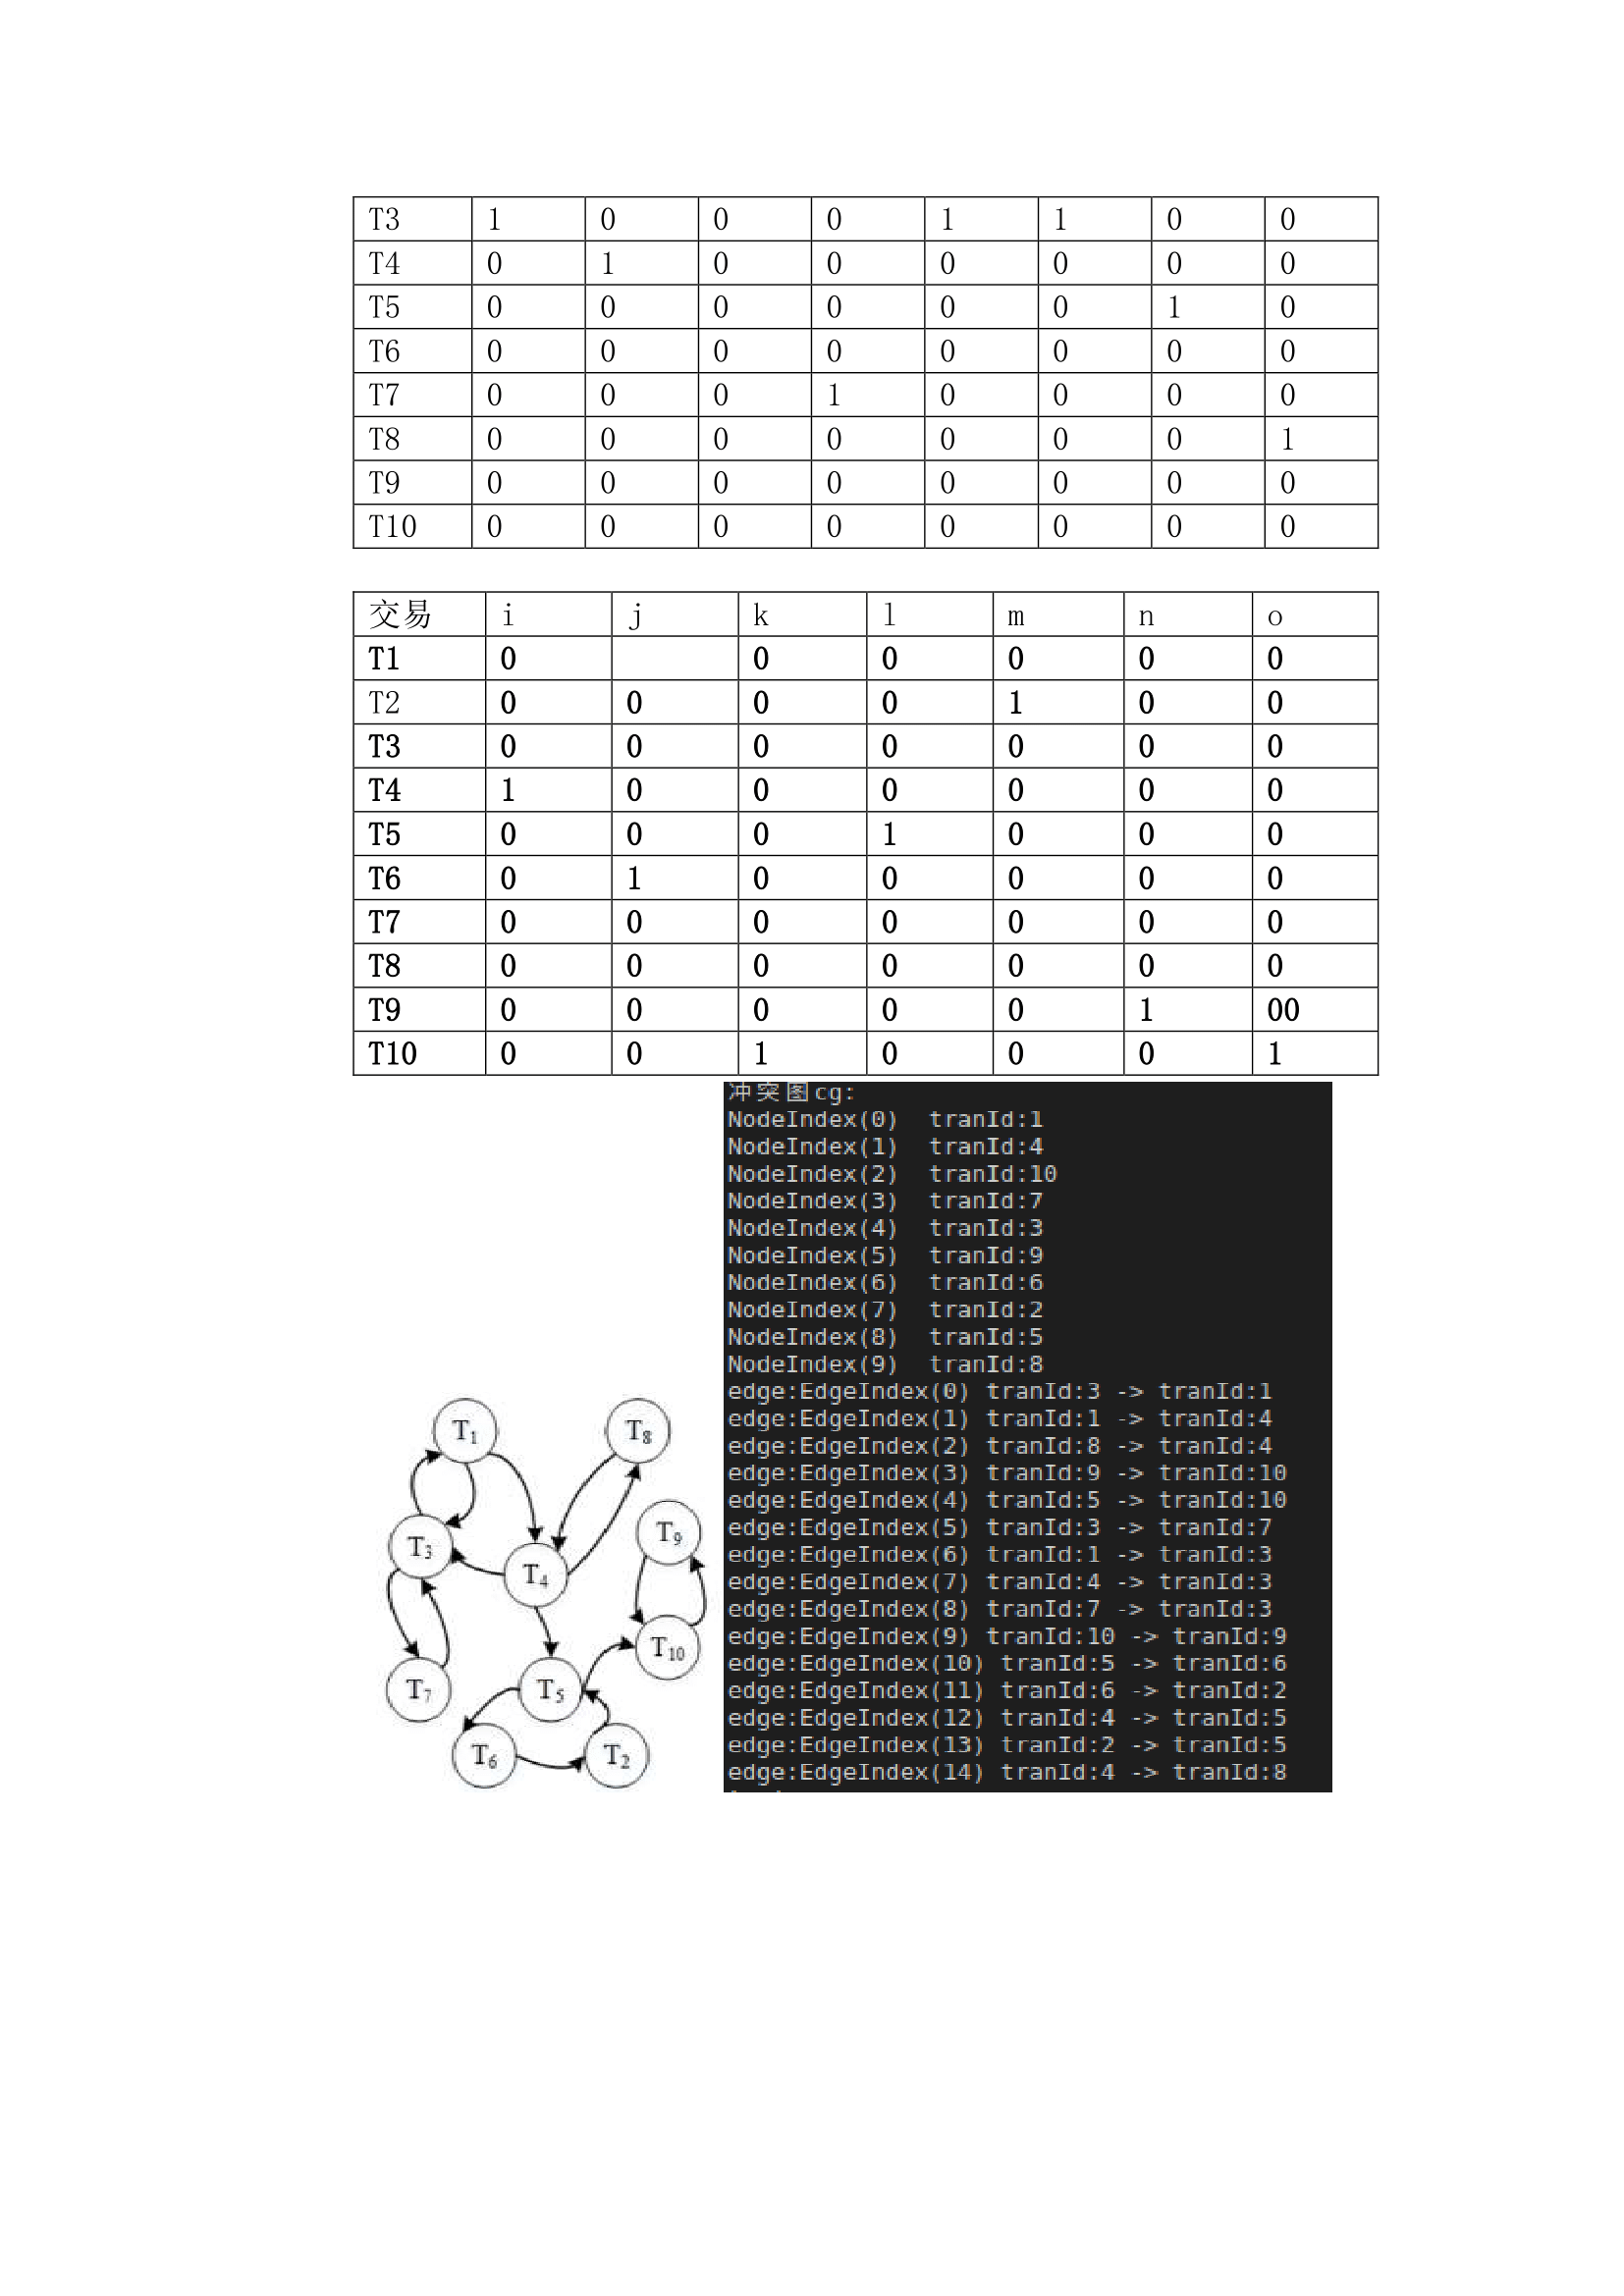 T3 1 0 0 0 1 1 0 0
T4 0 1 0 0 0 0 0 0
T5 0 0 0 0 0 0 1 0
T6 0 0 0 0 0 0 0 0
T7 0 0 0 1 0 0 0 0
T8 0 0 0 0 0 0 0 1
T9 0 0 0 0 0 0 0 0
T10 0 0 0 0 0 0 0 0
交易 i j k l m n o
T1 0 0 0 0 0 0
T2 0 0 0 0 1 0 0
T3 0 0 0 0 0 0 0
T4 1 0 0 0 0 0 0
T5 0 0 0 1 0 0 0
T6 0 1 0 0 0 0 0
T7 0 0 0 0 0 0 0
T8 0 0 0 0 0 0 0
T9 0 0 0 0 0 1 00
T10 0 0 1 0 0 0 1
冲突图cg:
NodeIndex(0) tranId:1
NodeIndex(1) tranId:4
NodeIndex(2) tranId:10
NodeIndex(3) tranId:7
NodeIndex(4) tranId:3
NodeIndex(5) tranId:9
NodeIndex(6) tranId:6
NodeIndex(7) tranId:2
NodeIndex(8) tranId:5
NodeIndex(9) tranId:8
edge:EdgeIndex(0) tranId:3 -> tranId:1
edge:EdgeIndex(1) tranId:1 -> tranId:4
edge:EdgeIndex(2) tranId:8 -> tranId:4
edge:EdgeIndex(3) tranId:9 -> tranId:10
edge:EdgeIndex(4) tranId:5 -> tranId:10
edge:EdgeIndex(5) tranId:3 -> tranId:7
edge:EdgeIndex(6) tranId:1 -> tranId:3
edge:EdgeIndex(7) tranId:4 -> tranId:3
edge:EdgeIndex(8) tranId:7 -> tranId:3
edge:EdgeIndex(9) tranId:10 -> tranId:9
edge:EdgeIndex(10) tranId:5 -> tranId:6
edge:EdgeIndex(11) tranId:6 -> tranId:2
edge:EdgeIndex(12) tranId:4 -> tranId:5
edge:EdgeIndex(13) tranId:2 -> tranId:5
edge:EdgeIndex(14) tranId:4 -> tranId:8
T1
T8
T9
T3
T4
T10
T7
T5
T6
T2